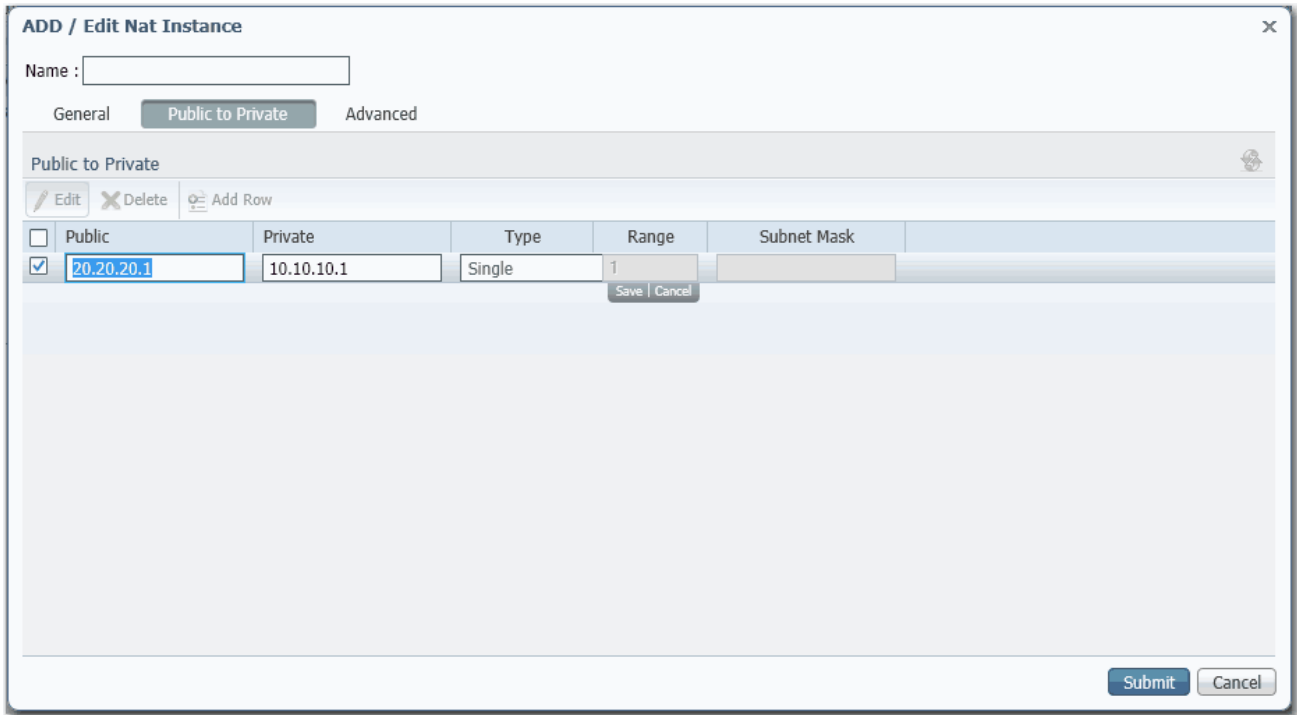 ADD / Edit Nat Instance
Name :
General Public to Private Advanced
Public to Private
Edit Delete Add Row
Public Private Type Range Subnet Mask
20.20.20.1 10.10.10.1 Single 1
Save | Cancel
Submit Cancel